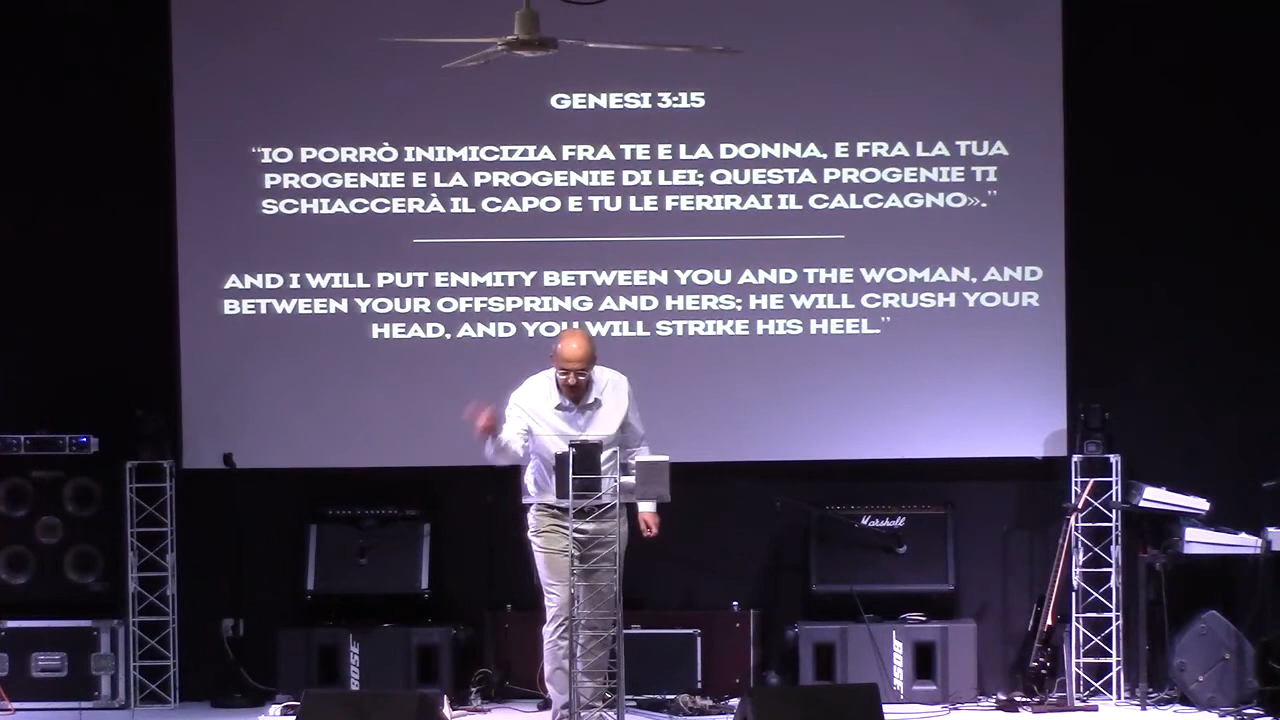 GENESI 3:15
“IO PORRÒ INIMICIZIA FRA TE E LA DONNA, E FRA LA TUA
PROGENIE E LA PROGENIE DI LEI; QUESTA PROGENIE TI
SCHIACCERÀ IL CAPO E TU LE FERIRAI IL CALCAGNO».”
AND I WILL PUT ENMITY BETWEEN YOU AND THE WOMAN, AND
BETWEEN YOUR OFFSPRING AND HERS; HE WILL CRUSH YOUR
HEAD, AND YOU WILL STRIKE HIS HEEL.”
Marshall
BOSE
BOSE